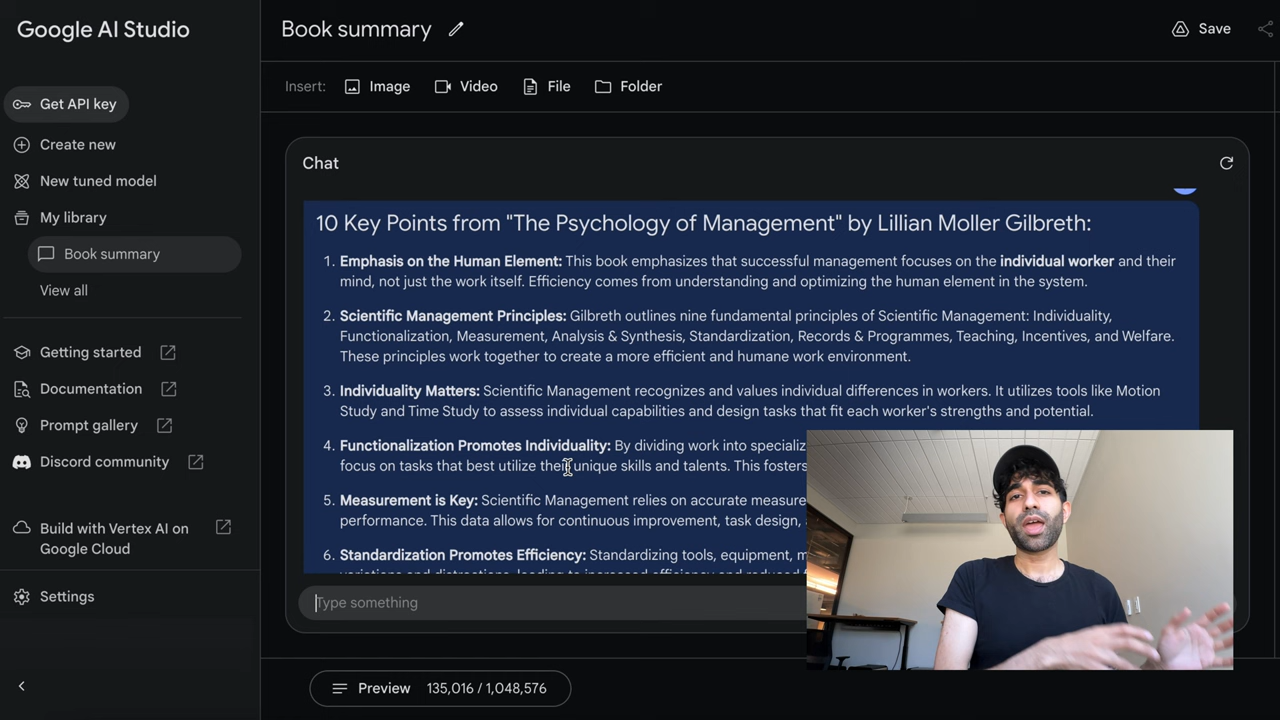 Google AI Studio
Book summary
Save
Get API key
Insert:
Image
Video
File
Folder
Create new
New tuned model
My library
Book summary
View all
Getting started
Documentation
Prompt gallery
Discord community
Build with Vertex AI on
Google Cloud
Settings
Chat
10 Key Points from "The Psychology of Management" by Lillian Moller Gilbreth:
1. Emphasis on the Human Element: This book emphasizes that successful management focuses on the individual worker and their
mind, not just the work itself. Efficiency comes from understanding and optimizing the human element in the system.
2. Scientific Management Principles: Gilbreth outlines nine fundamental principles of Scientific Management: Individuality,
Functionalization, Measurement, Analysis & Synthesis, Standardization, Records & Programmes, Teaching, Incentives, and Welfare.
These principles work together to create a more efficient and humane work environment.
3. Individuality Matters: Scientific Management recognizes and values individual differences in workers. It utilizes tools like Motion
Study and Time Study to assess individual capabilities and design tasks that fit each worker's strengths and potential.
4. Functionalization Promotes Individuality: By dividing work into
focus on tasks that best utilize their unique skills and talents. This fosters
5. Measurement is Key: Scientific Management relies on accurate
performance. This data allows for continuous improvement, task design,
6. Standardization Promotes Efficiency: Standardizing tools, equipment,
Type something
Preview 135,016 / 1,048,576